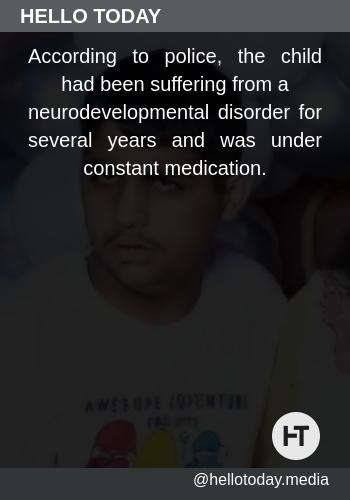 HELLO TODAY
According to police, the child
had been suffering from a
neurodevelopmental disorder for
several years and was under
constant medication.
AWESOME ADVENTURE
HT
@hellotoday.media